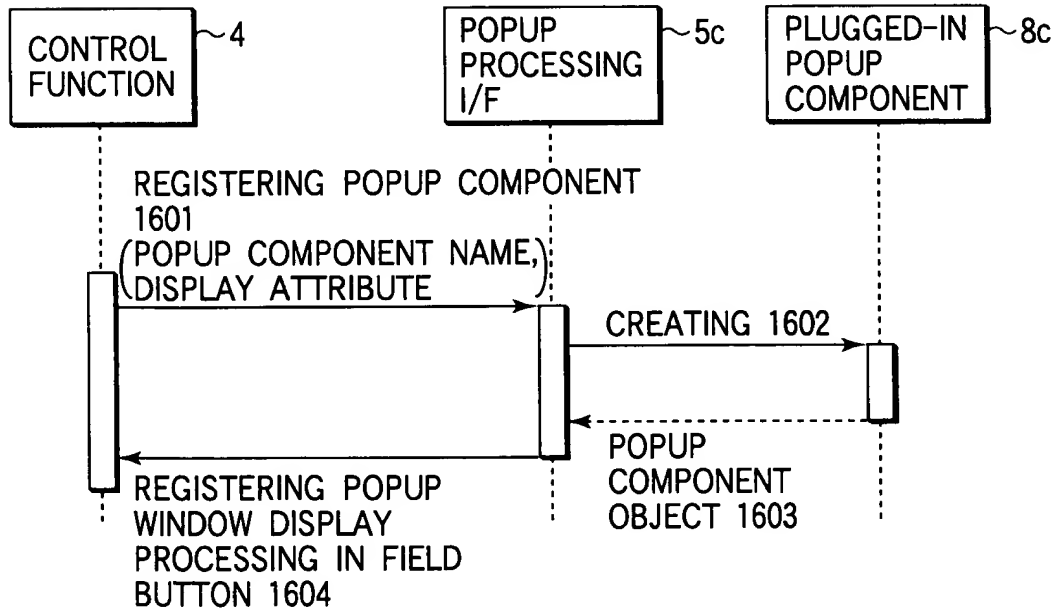 CONTROL
FUNCTION
~4
POPUP
PROCESSING
I/F
~5c
PLUGGED-IN
POPUP
COMPONENT
~8c
REGISTERING POPUP COMPONENT
1601
(POPUP COMPONENT NAME,
DISPLAY ATTRIBUTE)
CREATING 1602
POPUP
COMPONENT
OBJECT 1603
REGISTERING POPUP
WINDOW DISPLAY
PROCESSING IN FIELD
BUTTON 1604